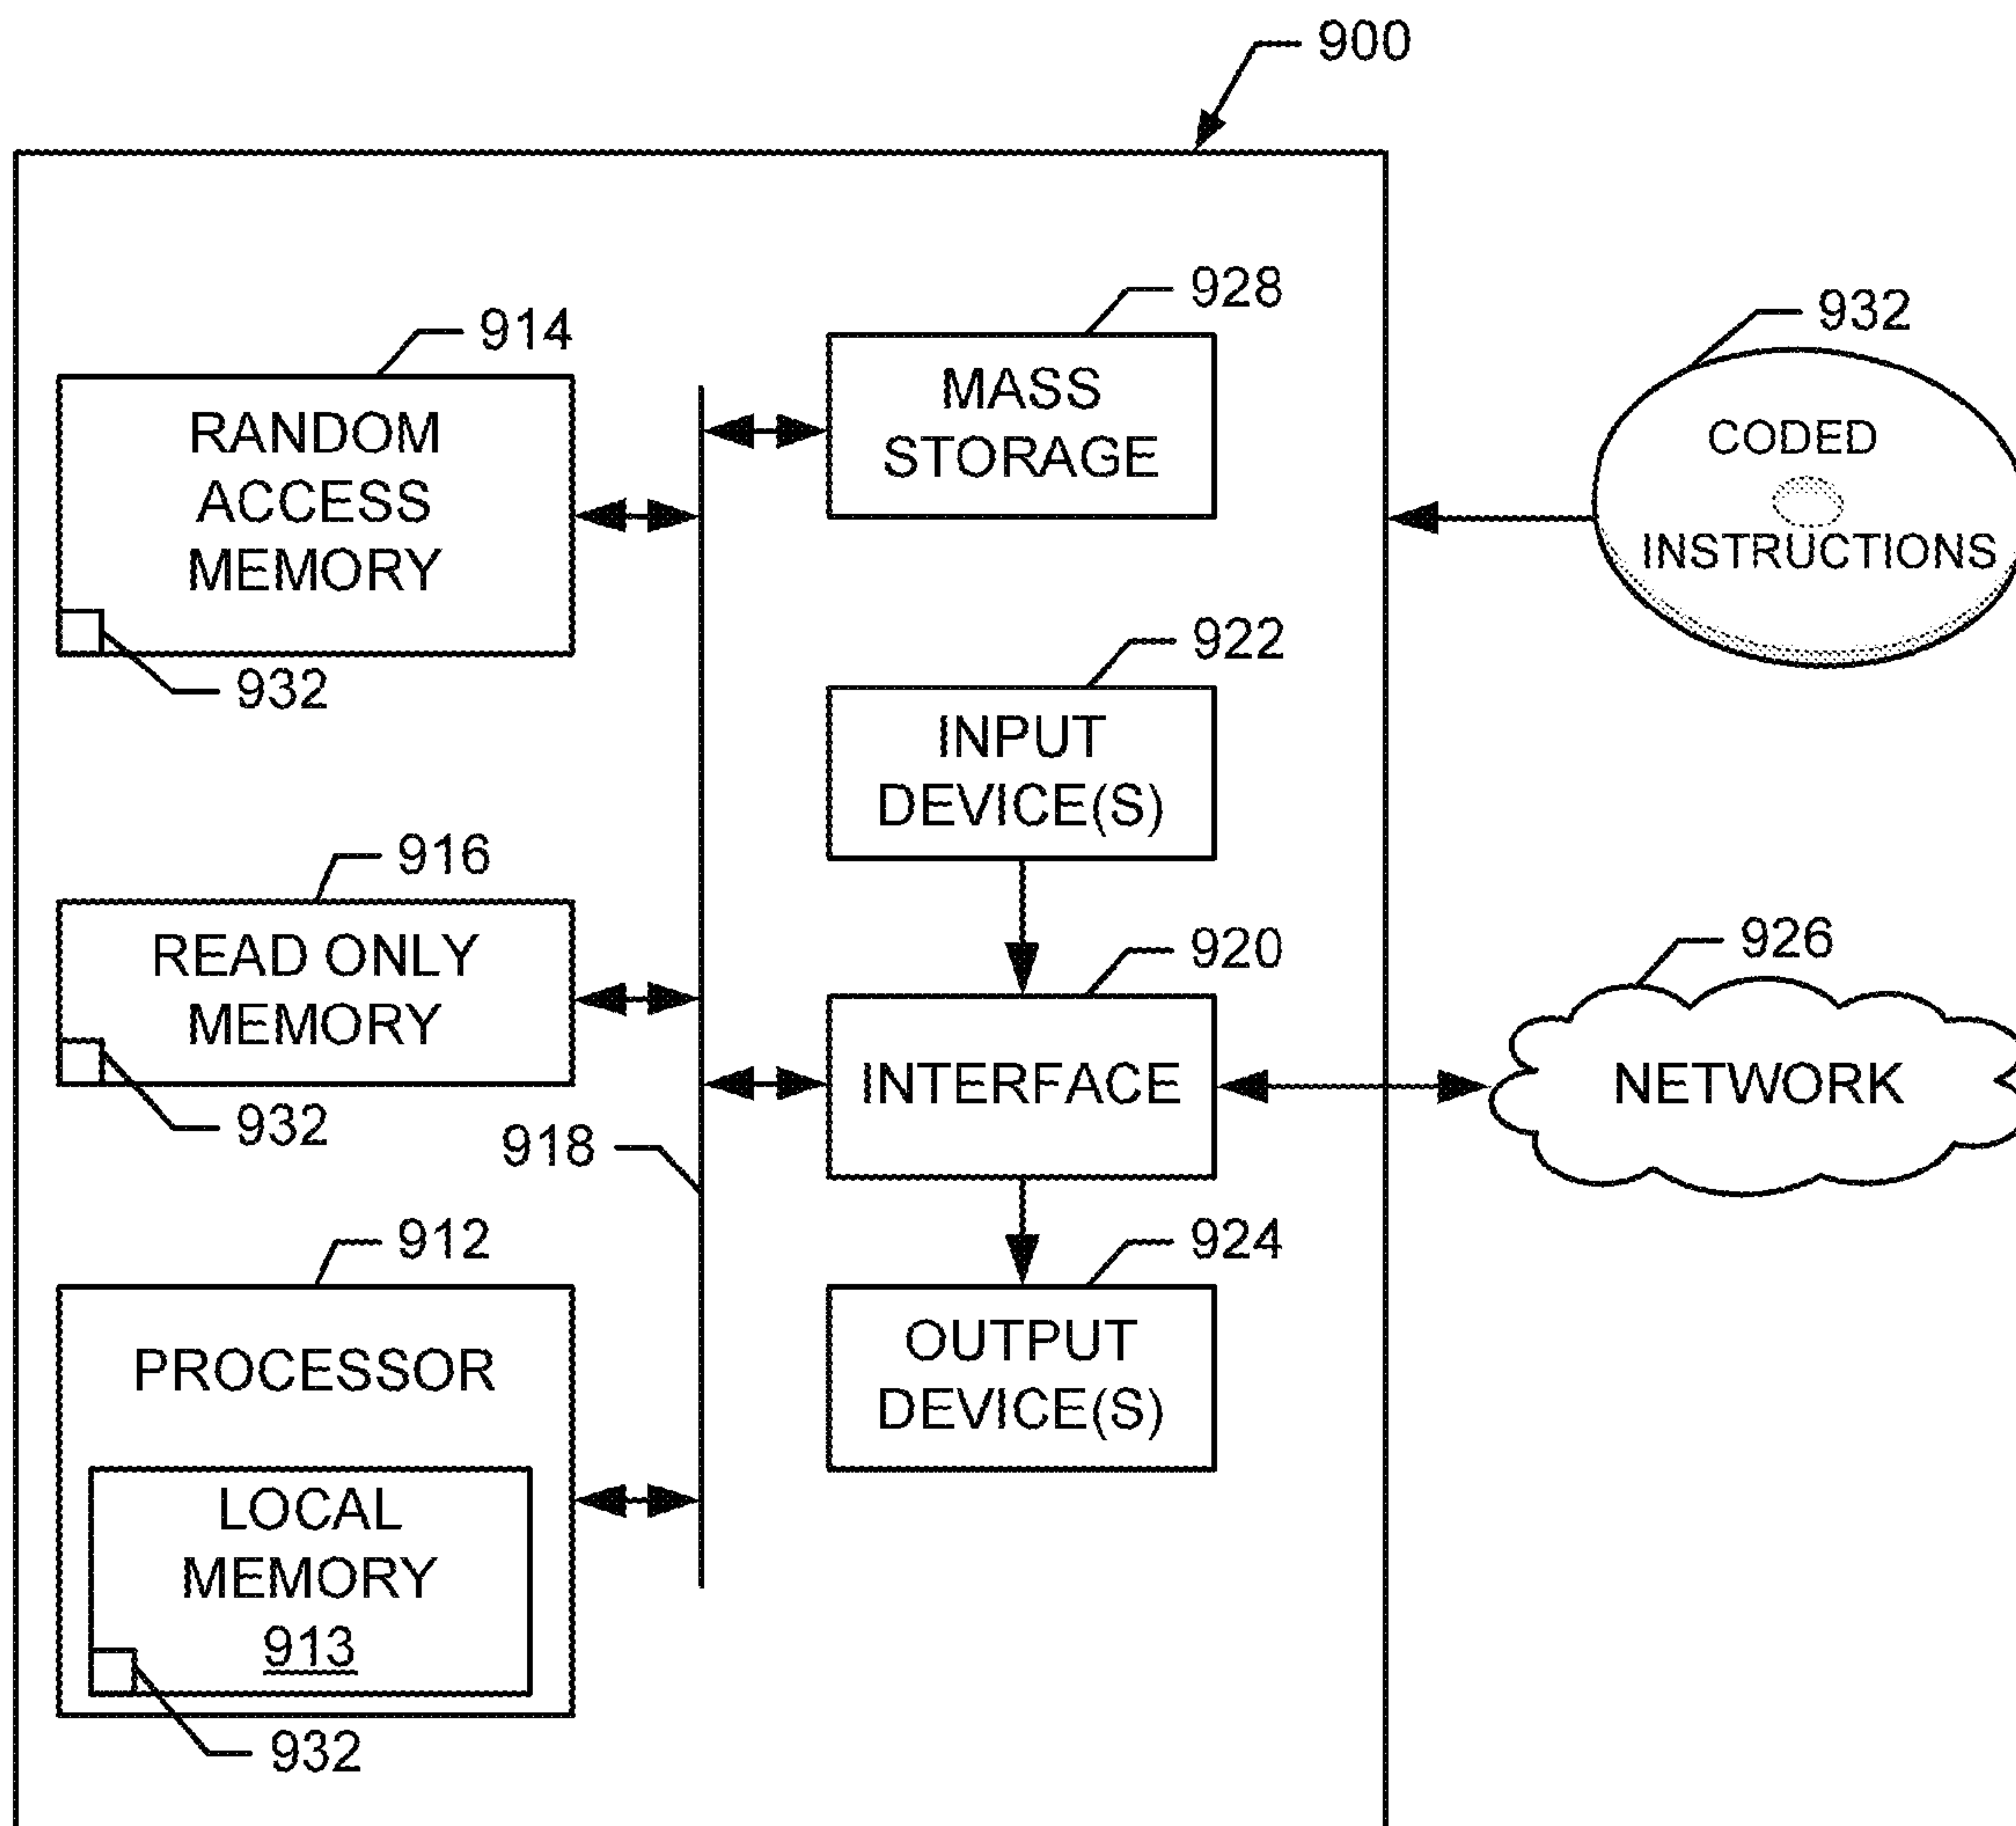 900
928
MASS
STORAGE
914
RANDOM
ACCESS
MEMORY
932
932
CODED
INSTRUCTIONS
922
INPUT
DEVICE(S)
916
READ ONLY
MEMORY
932
920
INTERFACE
926
NETWORK
918
912
PROCESSOR
LOCAL
MEMORY
913
932
924
OUTPUT
DEVICE(S)